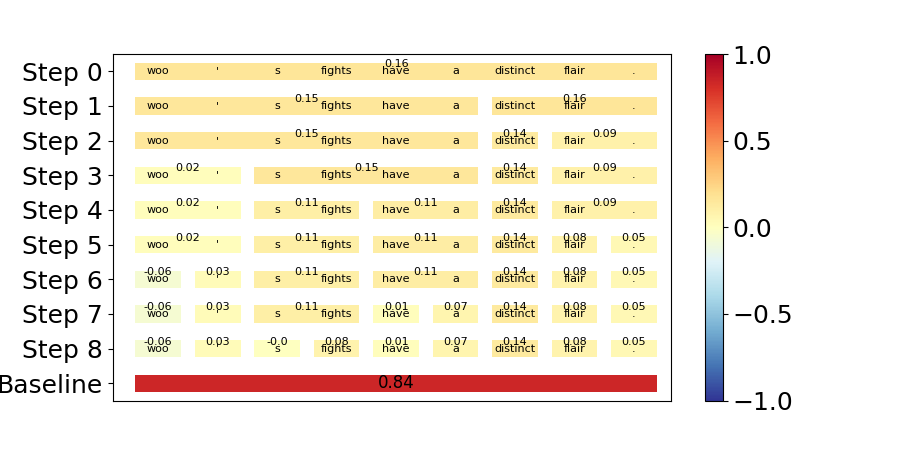 0.16
Step 0 woo ' s fights have a distinct flair .
0.15 0.16
Step 1 woo ' s fights have a distinct flair .
0.15 0.14 0.09
Step 2 woo ' s fights have a distinct flair .
0.02 0.15 0.14 0.09
Step 3 woo ' s fights have a distinct flair .
0.02 0.11 0.11 0.14 0.09
Step 4 woo ' s fights have a distinct flair .
0.02 0.11 0.11 0.14 0.08 0.05
Step 5 woo ' s fights have a distinct flair .
-0.06 0.03 0.11 0.11 0.14 0.08 0.05
Step 6 woo ' s fights have a distinct flair .
-0.06 0.03 0.11 0.01 0.07 0.14 0.08 0.05
Step 7 woo ' s fights have a distinct flair .
-0.06 0.03 -0.0 0.08 0.01 0.07 0.14 0.08 0.05
Step 8 woo ' s fights have a distinct flair .
Baseline 0.84
1.0
0.5
0.0
−0.5
−1.0